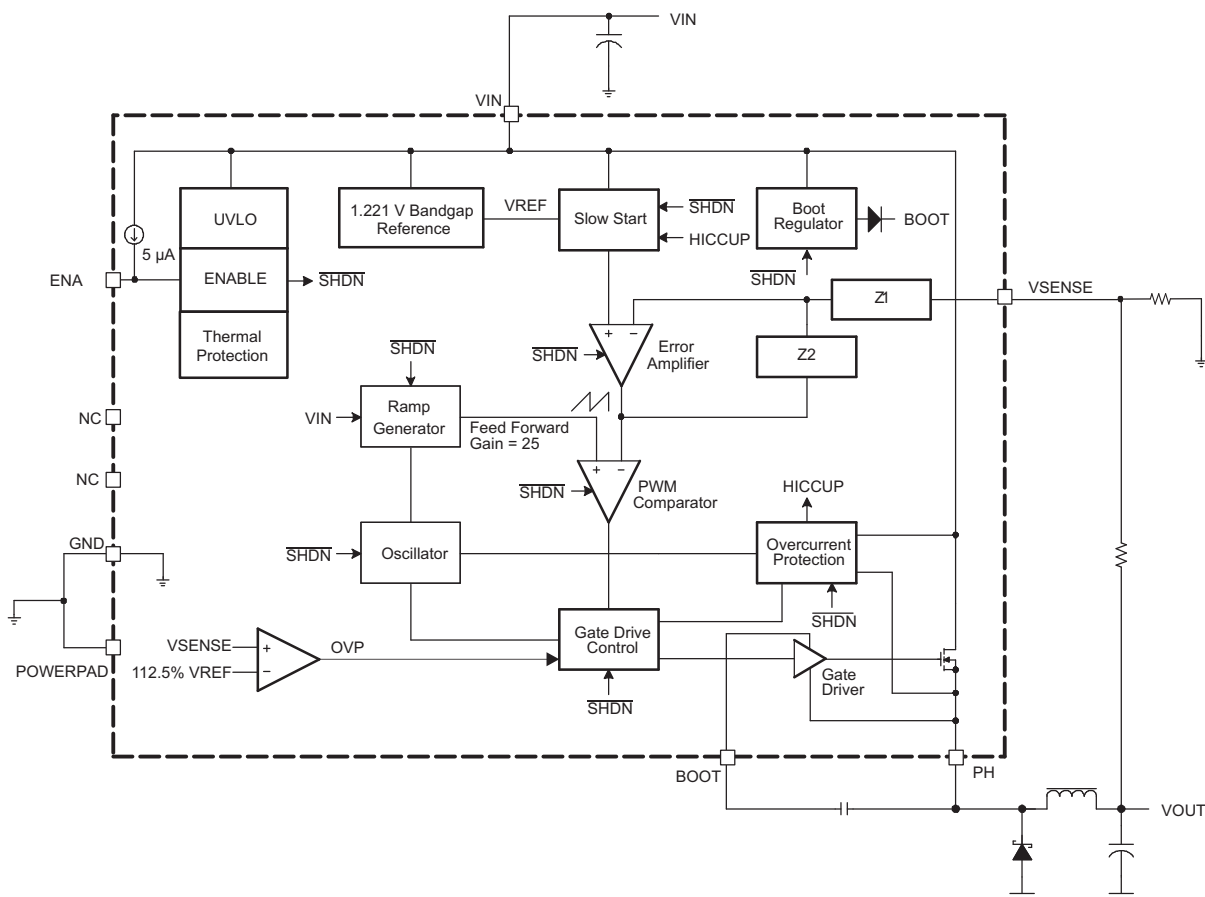 VIN
VIN
UVLO
1.221 V Bandgap
Reference
VREF
Slow Start
SHDN
HICCUP
Boot
Regulator
BOOT
SHDN
5 µA
ENA
ENABLE
SHDN
Thermal
Protection
Z1
VSENSE
Z2
+ −
Error
Amplifier
SHDN
SHDN
VIN
Ramp
Generator
Feed Forward
Gain = 25
NC
NC
+ −
SHDN
PWM
Comparator
HICCUP
GND
SHDN
Oscillator
Overcurrent
Protection
SHDN
POWERPAD
VSENSE
+
112.5% VREF
−
OVP
Gate Drive
Control
SHDN
Gate
Driver
BOOT
PH
VOUT